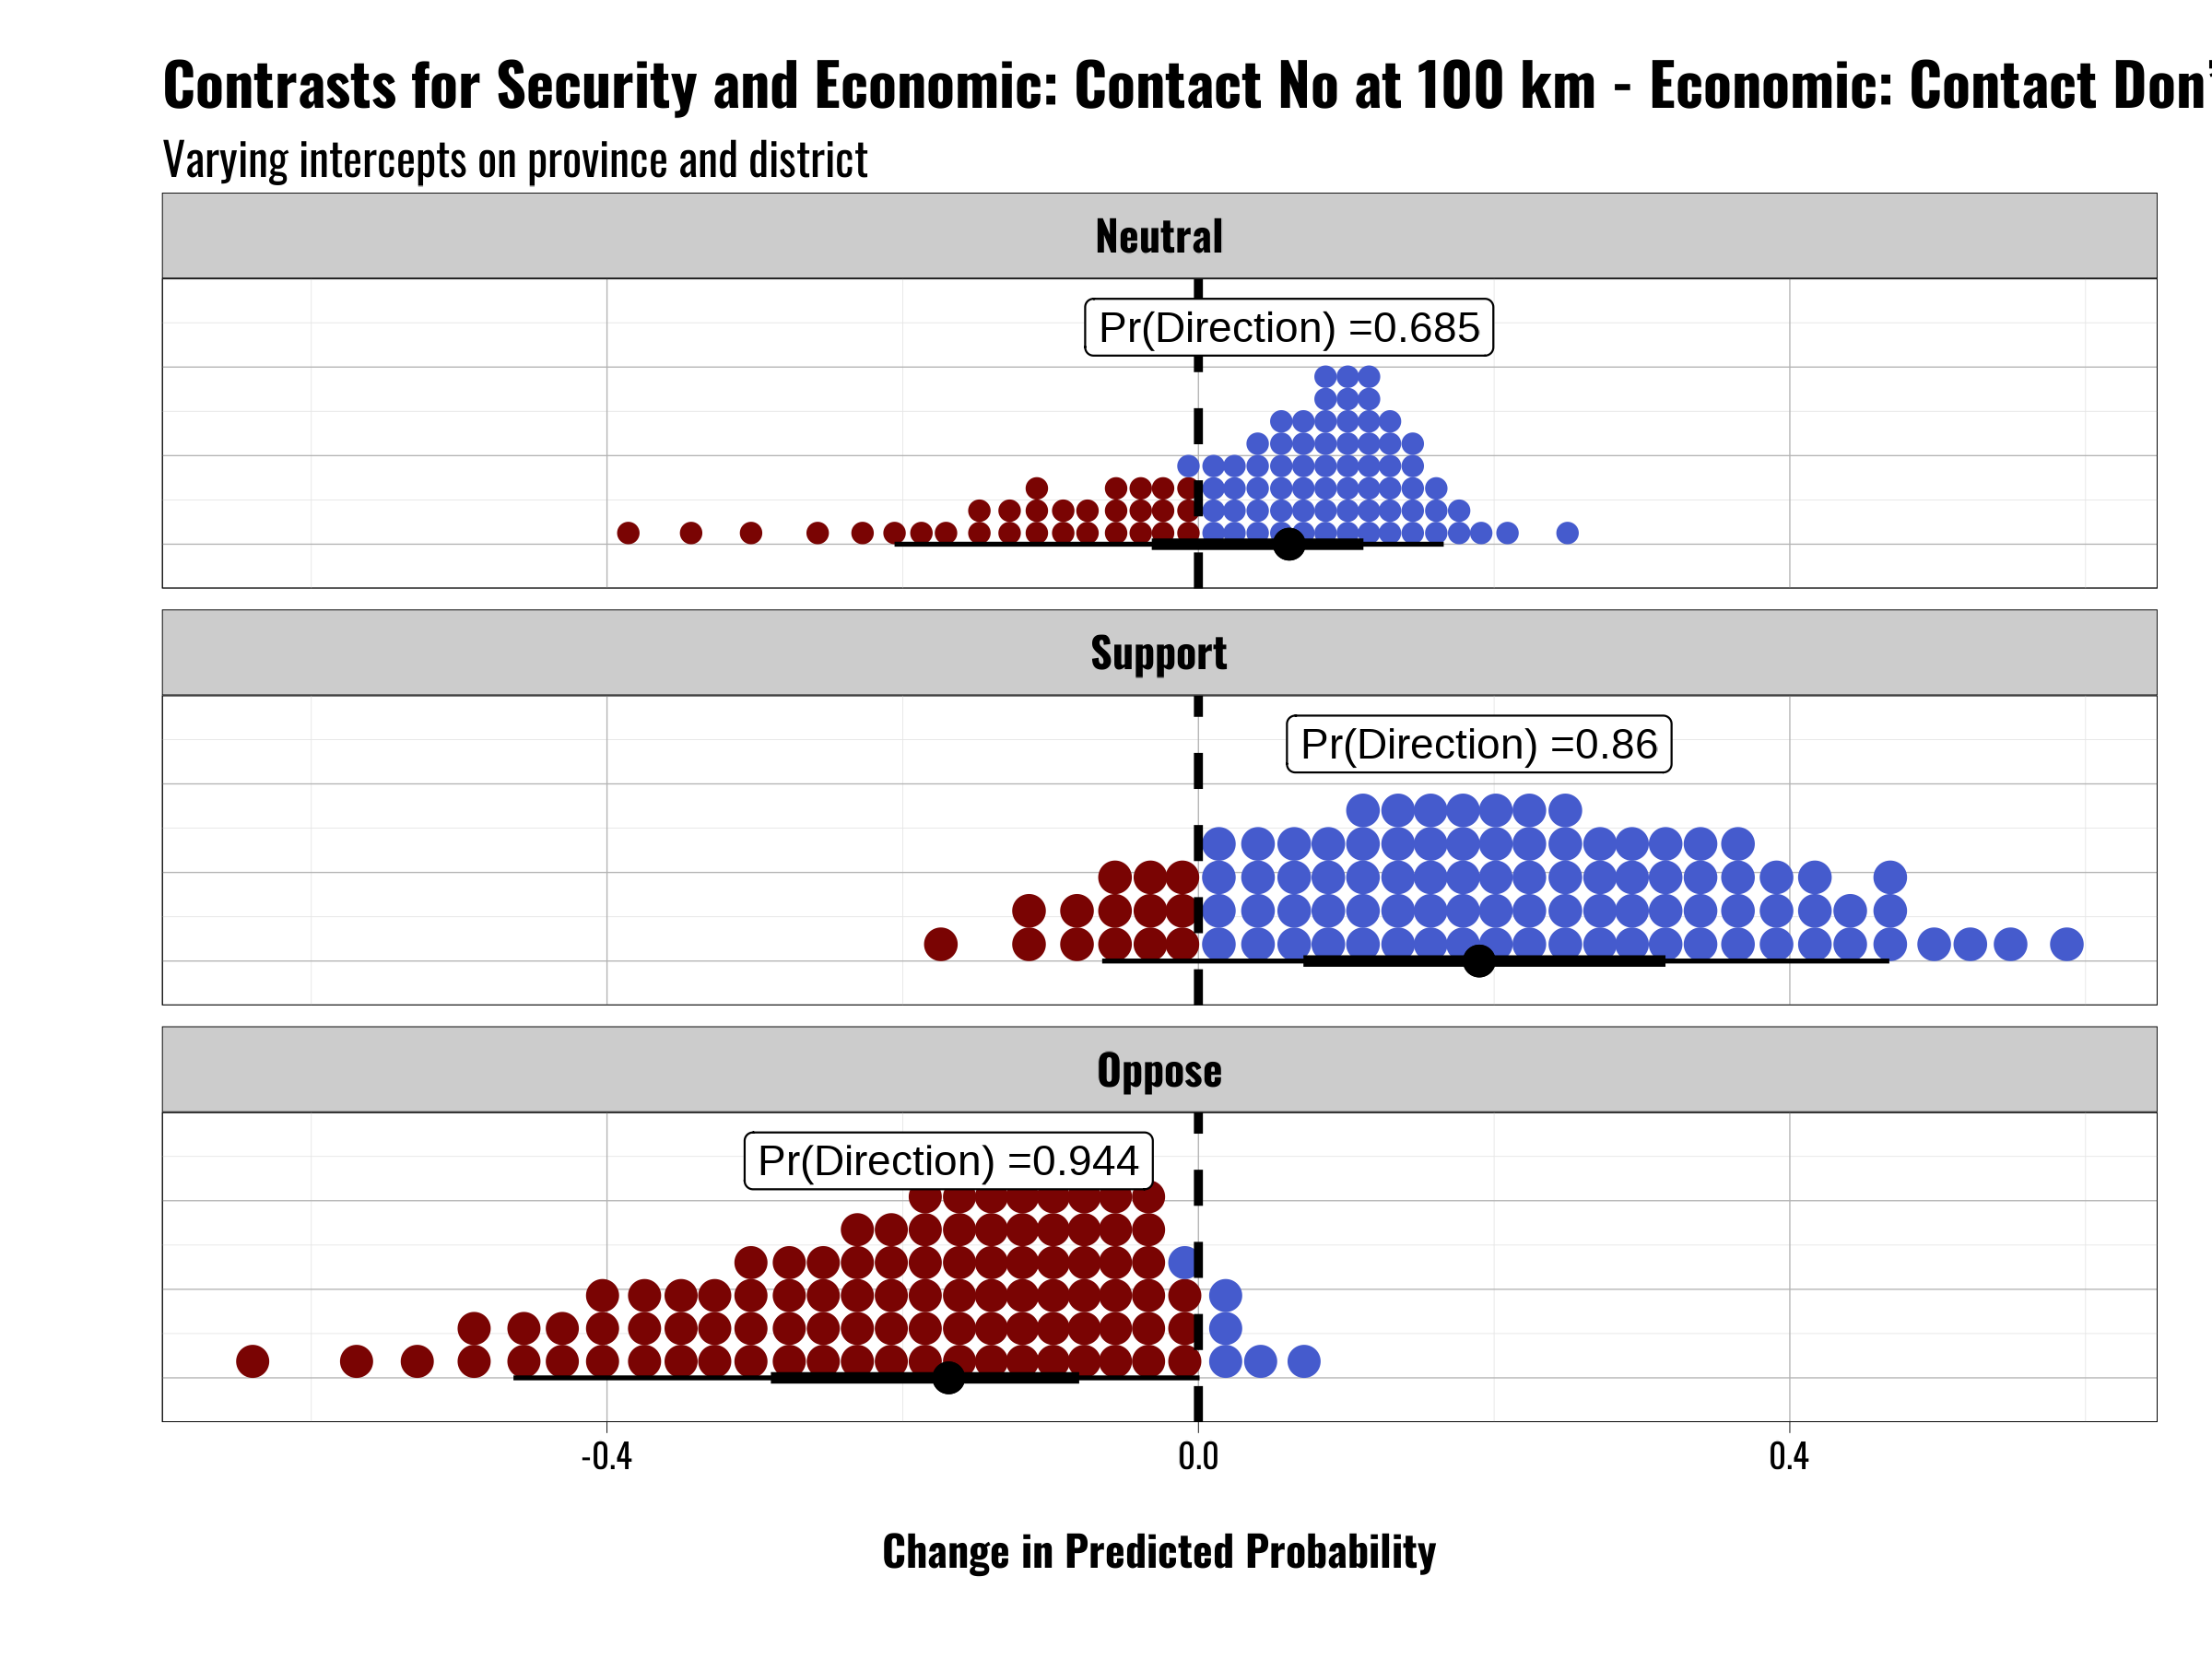 Contrasts for Security and Economic: Contact No at 100 km - Economic: Contact Don'
Varying intercepts on province and district
Neutral
Pr(Direction) =0.685
Support
Pr(Direction) =0.86
Oppose
Pr(Direction) =0.944
-0.4 0.0 0.4
Change in Predicted Probability